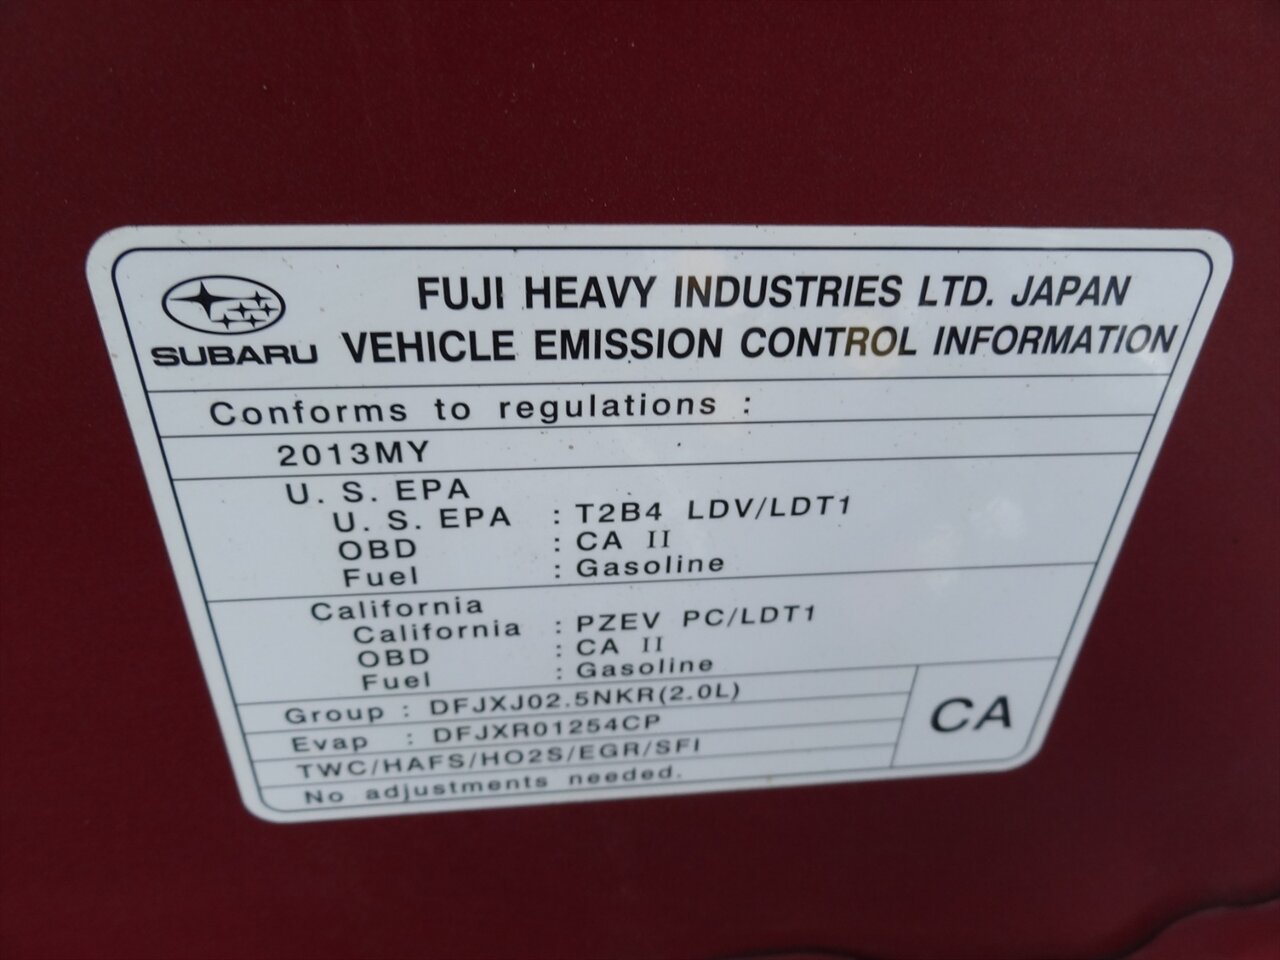 SUBARU
FUJI HEAVY INDUSTRIES LTD. JAPAN
VEHICLE EMISSION CONTROL INFORMATION
Conforms to regulations :
2013MY
U. S. EPA
U. S. EPA : T2B4 LDV/LDT1
OBD : CA II
Fuel : Gasoline
California
California : PZEV PC/LDT1
OBD : CA II
Fuel : Gasoline
Group : DFJXJ02.5NKR(2.0L)
Evap : DFJXR01254CP
TWC/HAFS/HO2S/EGR/SFI
No adjustments needed.
CA